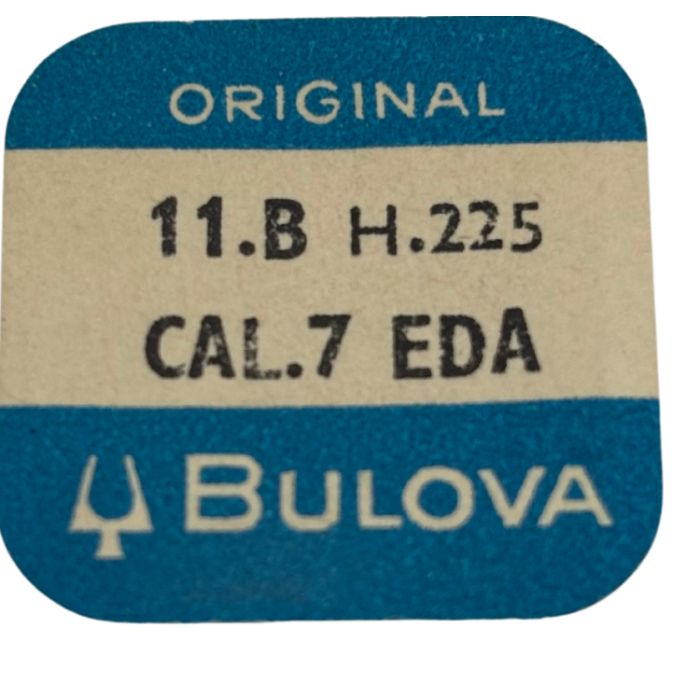 ORIGINAL
11.B H.225
CAL.7 EDA
BULOVA